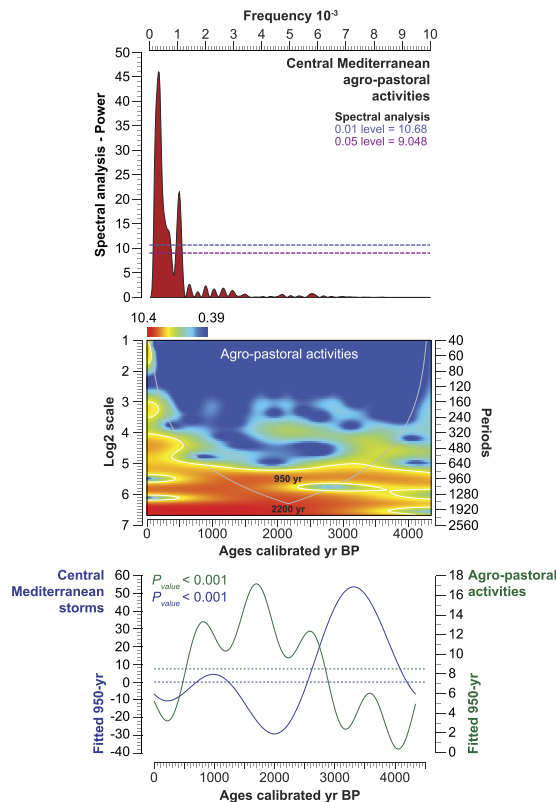 Frequency 10-3
0 1 2 3 4 5 6 7 8 9 10
Central Mediterranean
agro-pastoral
activities
Spectral analysis
0.01 level = 10.68
0.05 level = 9.048
Spectral analysis - Power
50
45
40
35
30
25
20
15
10
5
0
10.4 0.39
Agro-pastoral activities
Log2 scale
1
2
3
4
5
6
7
40
60
80
120
160
240
320
480
640
960
1280
1920
2560
Periods
950 yr
2200 yr
0 1000 2000 3000 4000
Ages calibrated yr BP
Central
Mediterranean
storms
Fitted 950-yr
60
50
40
30
20
10
0
-10
-20
-30
-40
Pvalue < 0.001
Pvalue < 0.001
18
16
14
12
10
8
6
4
2
0
Agro-pastoral
activities
Fitted 950-yr
0 1000 2000 3000 4000
Ages calibrated yr BP